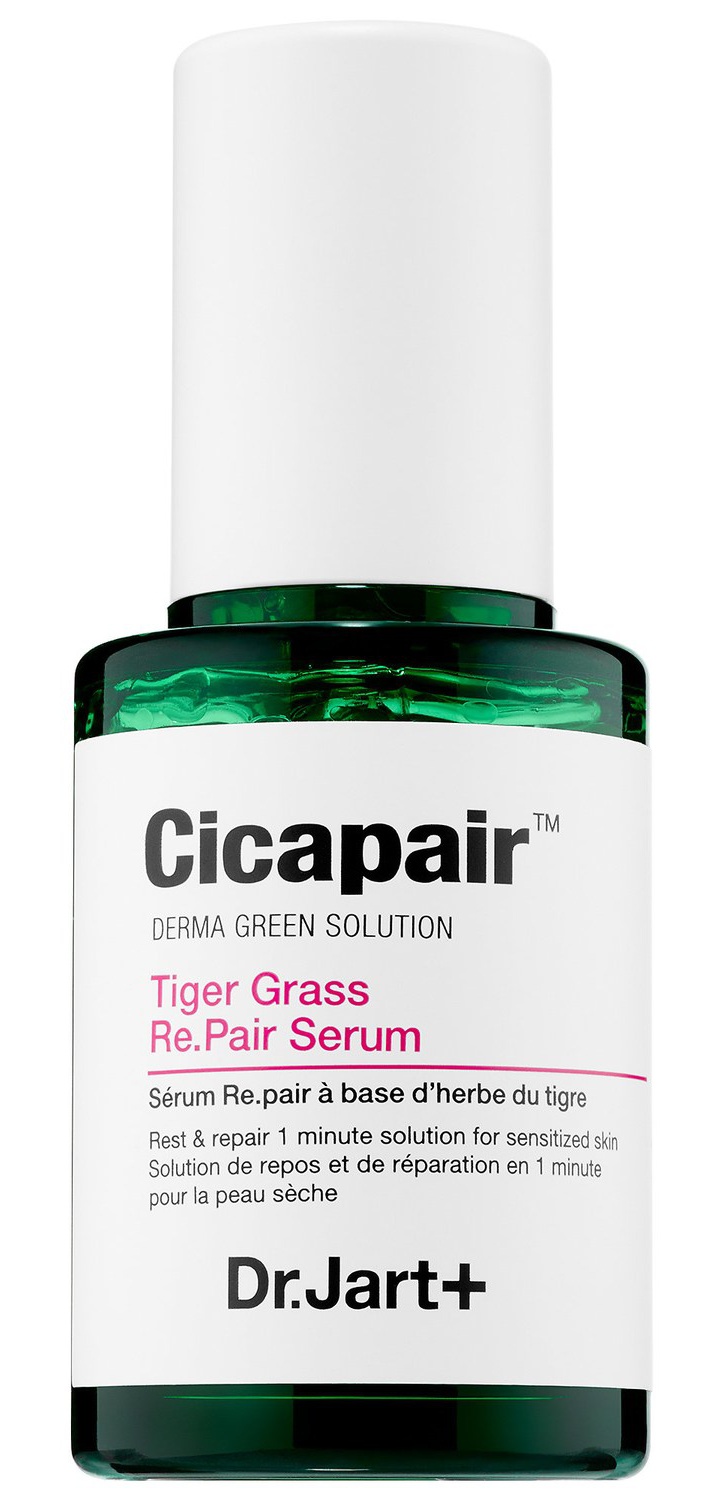 Cicapair™
DERMA GREEN SOLUTION
Tiger Grass
Re.Pair Serum
Sérum Re.pair à base d'herbe du tigre
Rest & repair 1 minute solution for sensitized skin
Solution de repos et de réparation en 1 minute
pour la peau sèche
Dr.Jart+